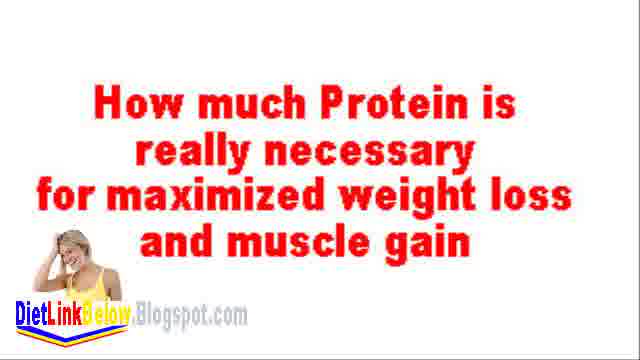 How much Protein is
really necessary
for maximized weight loss
and muscle gain
DietLinkBelow.Blogspot.com